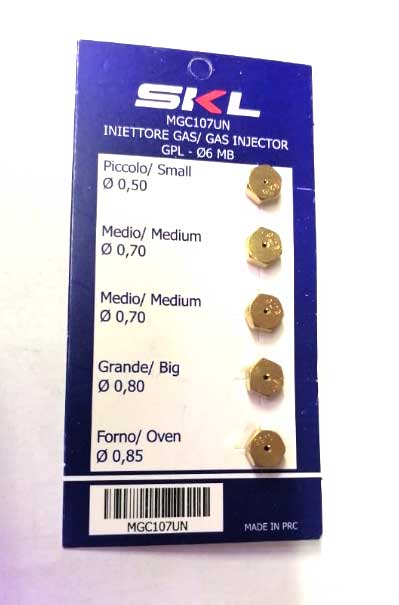 SKL
MGC107UN
INIETTORE GAS/ GAS INJECTOR
GPL - Ø6 MB
Piccolo/ Small
Ø 0,50
Medio/ Medium
Ø 0,70
Medio/ Medium
Ø 0,70
Grande/ Big
Ø 0,80
Forno/ Oven
Ø 0,85
MGC107UN
MADE IN PRC